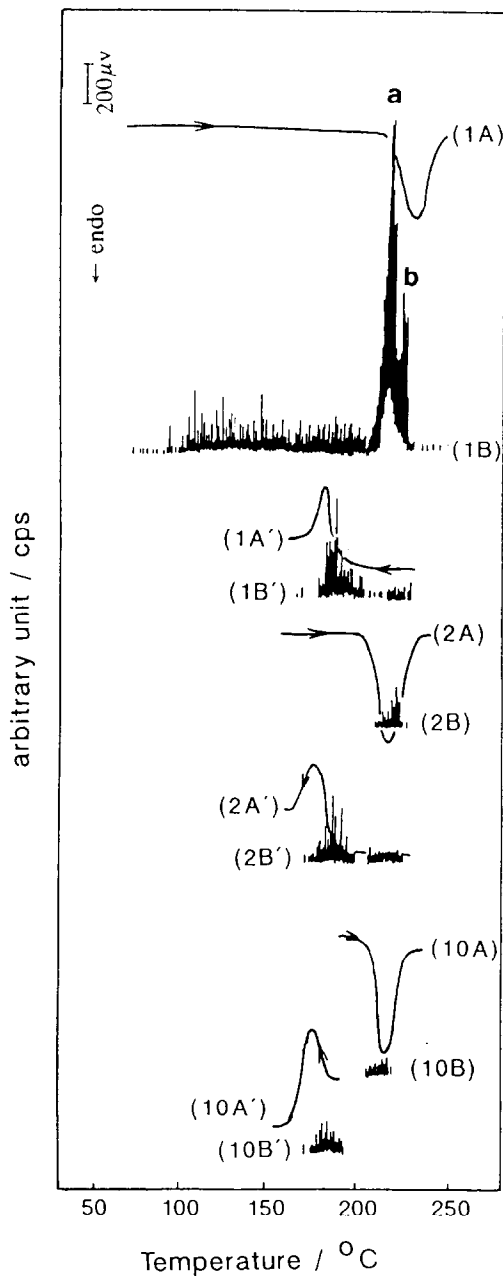 200μv
a
(1A)
← endo
b
(1B)
(1A´)
(1B´)
(2A)
(2B)
(2A´)
(2B´)
(10A)
(10B)
(10A´)
(10B´)
arbitrary unit / cps
50 100 150 200 250
Temperature / °C